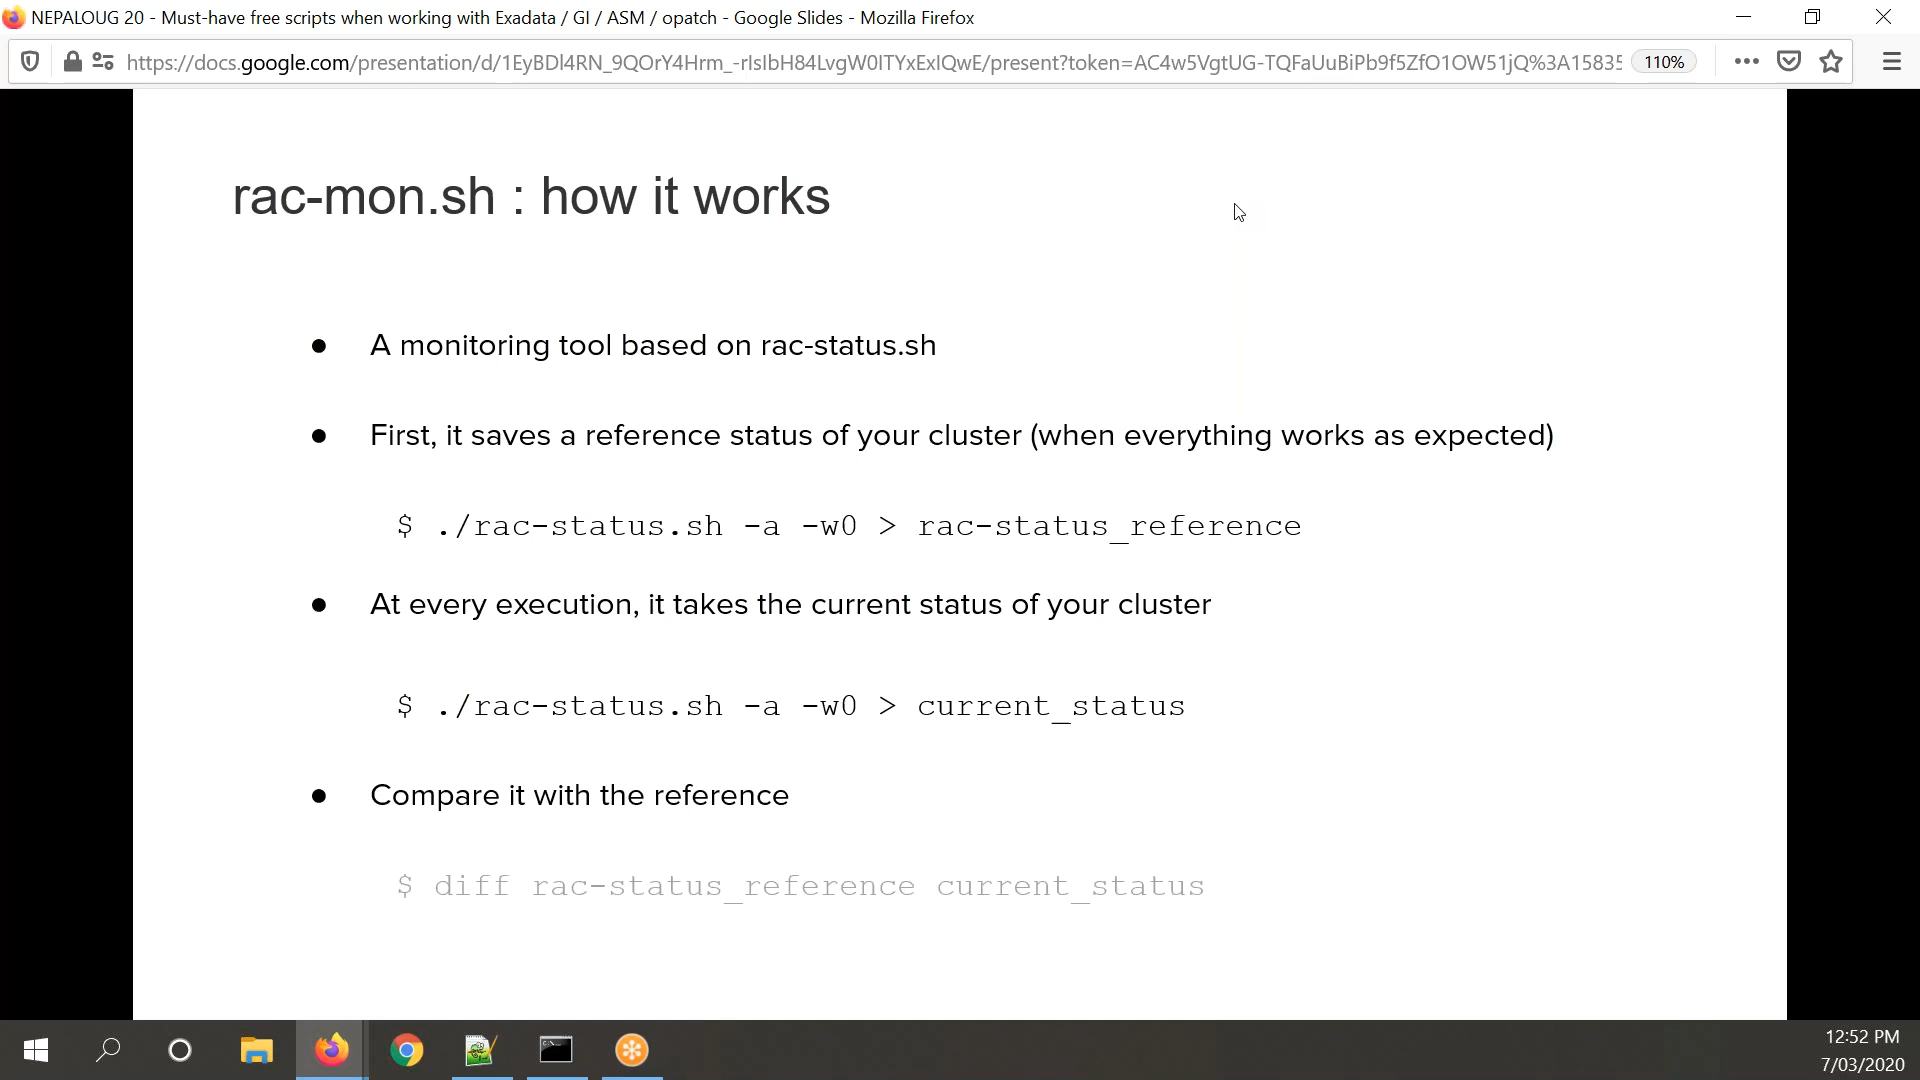 NEPALOUG 20 - Must-have free scripts when working with Exadata / GI / ASM / opatch - Google Slides - Mozilla Firefox
https://docs.google.com/presentation/d/1EyBDl4RN_9QOrY4Hrm_-rIsIbH84LvgW0ITYxExIQwE/present?token=AC4w5VgtUG-TQFaUuBiPb9f5ZfO1OW51jQ%3A15835
110%
rac-mon.sh : how it works
● A monitoring tool based on rac-status.sh
● First, it saves a reference status of your cluster (when everything works as expected)
$ ./rac-status.sh -a -w0 > rac-status_reference
● At every execution, it takes the current status of your cluster
$ ./rac-status.sh -a -w0 > current_status
● Compare it with the reference
$ diff rac-status_reference current_status
12:52 PM
7/03/2020